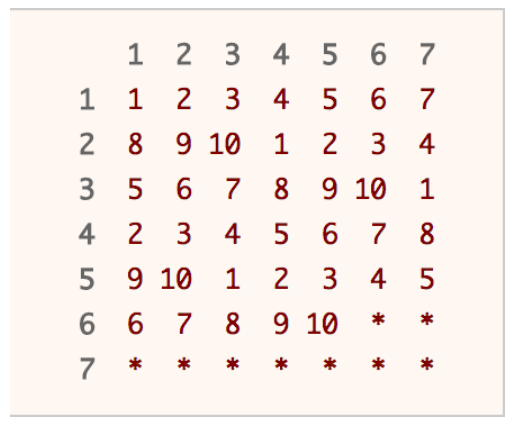 1 2 3 4 5 6 7
1 1 2 3 4 5 6 7
2 8 9 10 1 2 3 4
3 5 6 7 8 9 10 1
4 2 3 4 5 6 7 8
5 9 10 1 2 3 4 5
6 6 7 8 9 10 * *
7 * * * * * * *